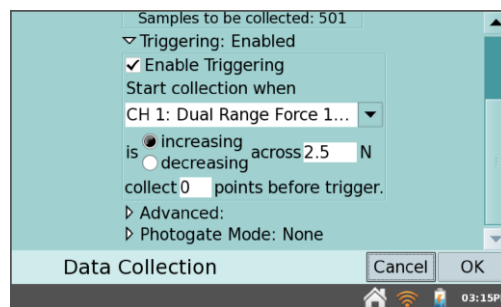 Samples to be collected: 501
Triggering: Enabled
Enable Triggering
Start collection when
CH 1: Dual Range Force 1...
is increasing across 2.5 N
decreasing
collect 0 points before trigger.
Advanced:
Photogate Mode: None
Data Collection Cancel OK
03:15P